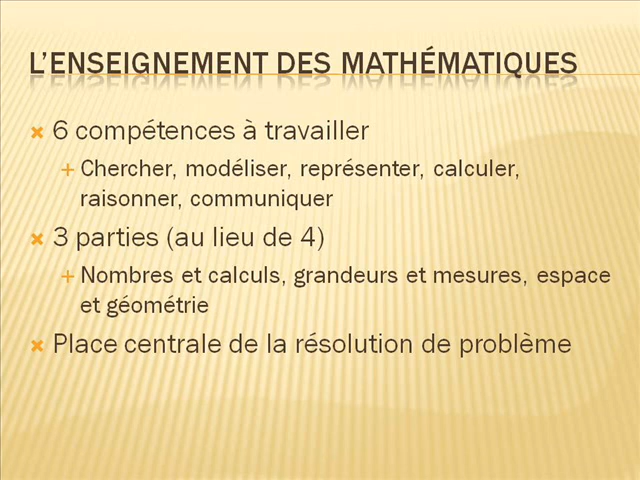 L'ENSEIGNEMENT DES MATHÉMATIQUES
6 compétences à travailler
Chercher, modéliser, représenter, calculer,
raisonner, communiquer
3 parties (au lieu de 4)
Nombres et calculs, grandeurs et mesures, espace
et géométrie
Place centrale de la résolution de problème